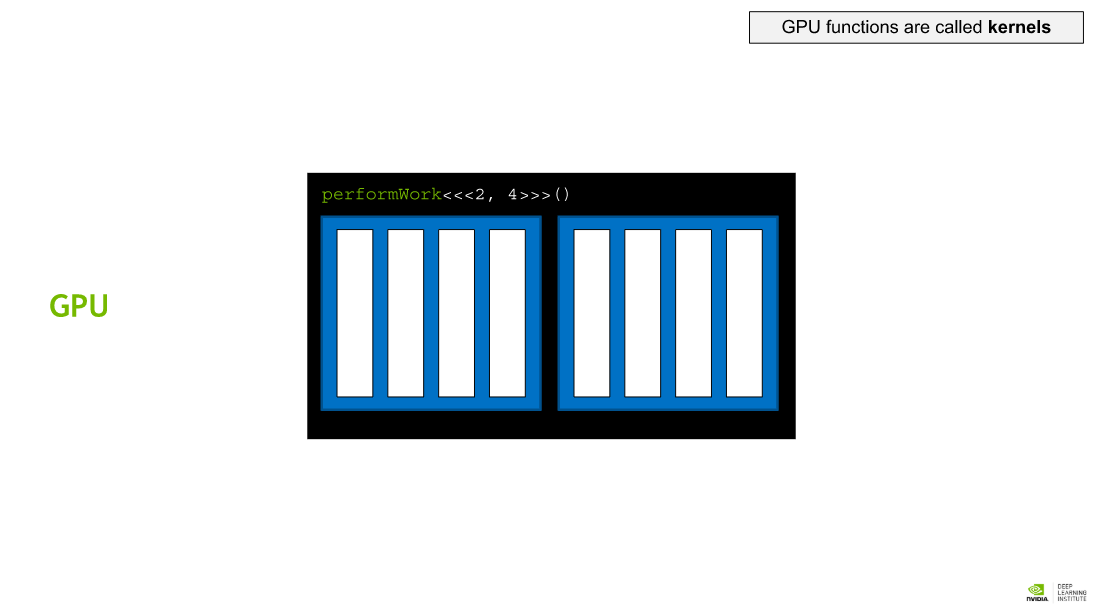 GPU functions are called kernels
performWork<<<2, 4>>>()
GPU
NVIDIA
DEEP
LEARNING
INSTITUTE